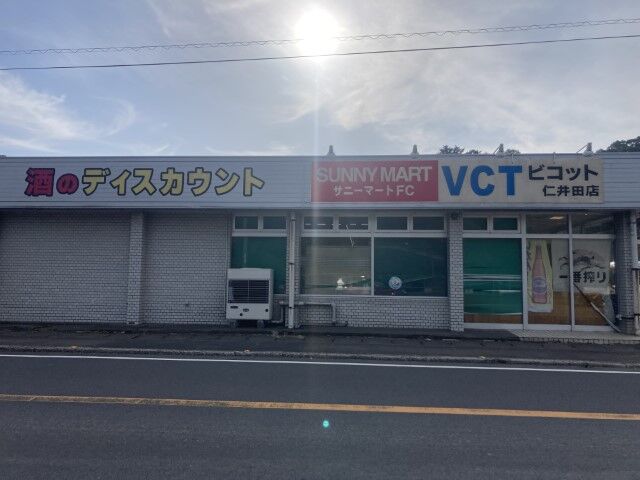 酒のディスカウント
SUNNY MART
サニーマートFC
VCT
ビコット
仁井田店
一番搾り